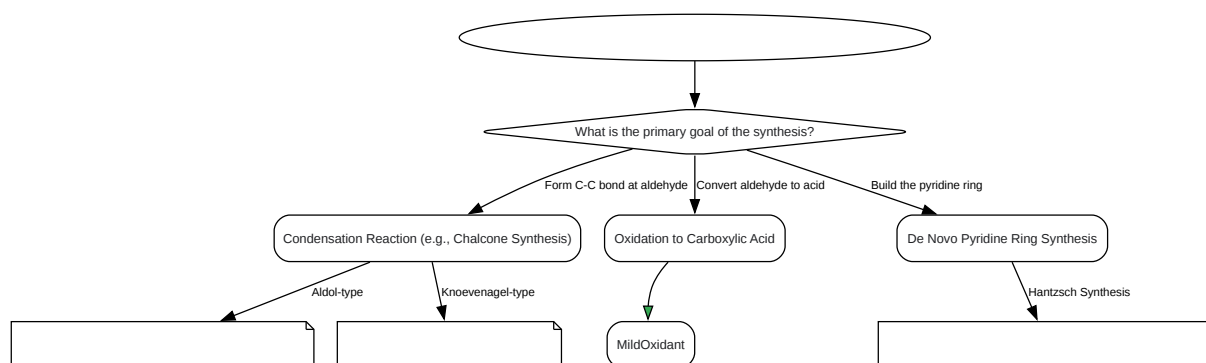 What is the primary goal of the synthesis?
Form C-C bond at aldehyde
Convert aldehyde to acid
Build the pyridine ring
Condensation Reaction (e.g., Chalcone Synthesis)
Oxidation to Carboxylic Acid
De Novo Pyridine Ring Synthesis
Aldol-type
Knoevenagel-type
Hantzsch Synthesis
MildOxidant